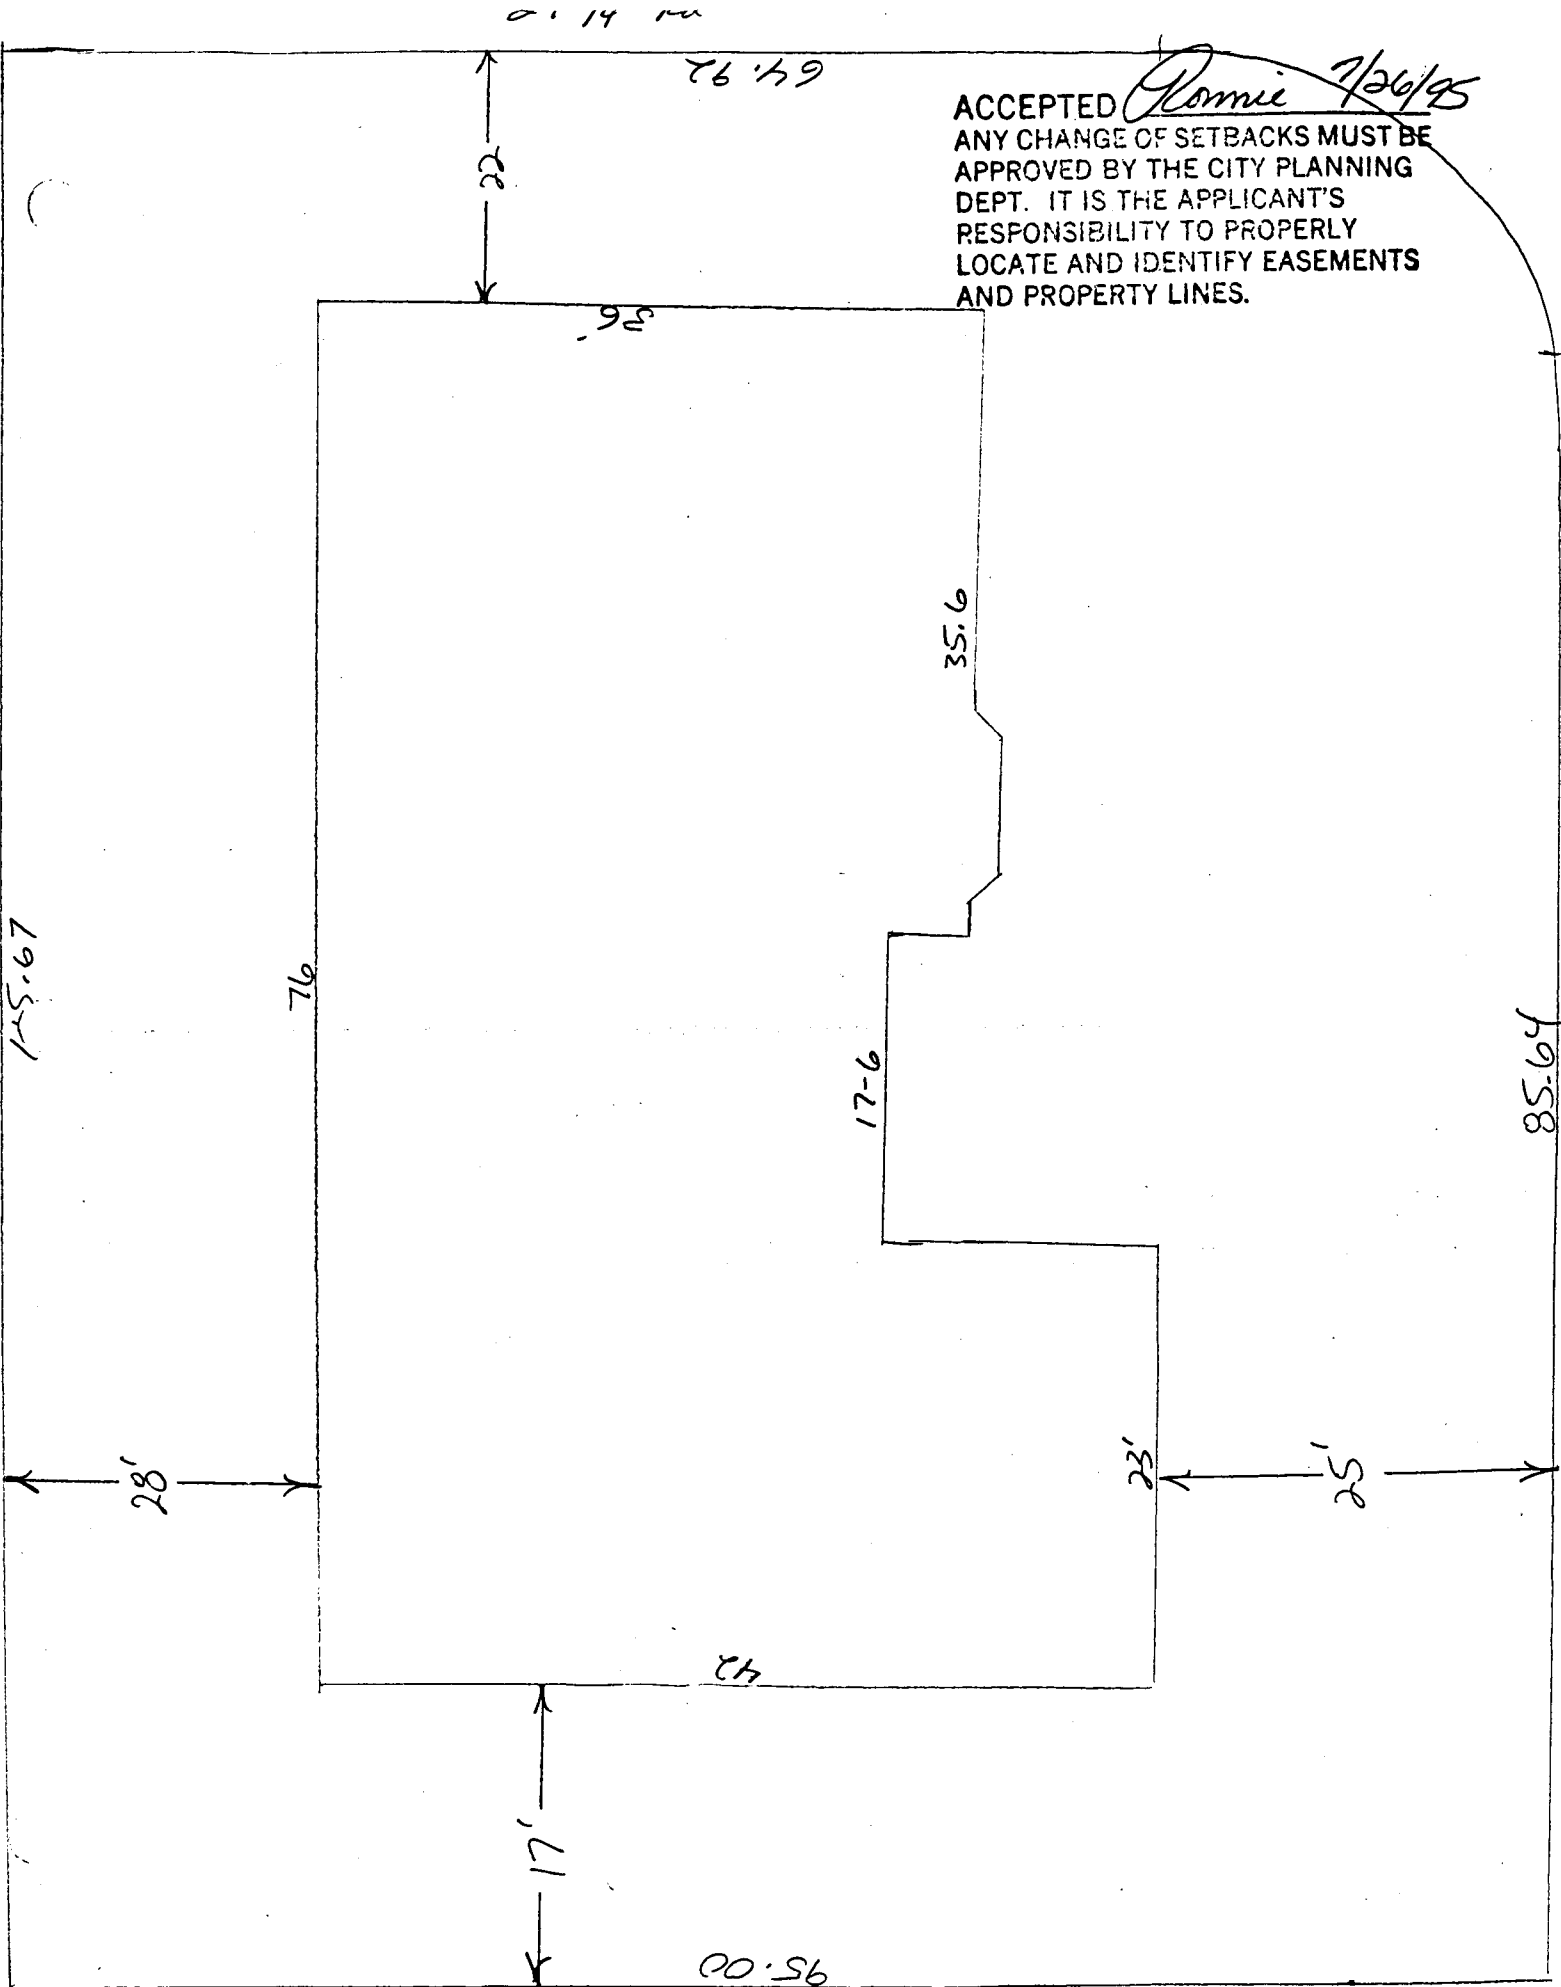 64.92
ACCEPTED Ronnie 7/26/95
ANY CHANGE OF SETBACKS MUST BE
APPROVED BY THE CITY PLANNING
DEPT. IT IS THE APPLICANT'S
RESPONSIBILITY TO PROPERLY
LOCATE AND IDENTIFY EASEMENTS
AND PROPERTY LINES.
22
36'
35.6
76
17-6
85.64
28'
23'
25'
42
17'
95.00